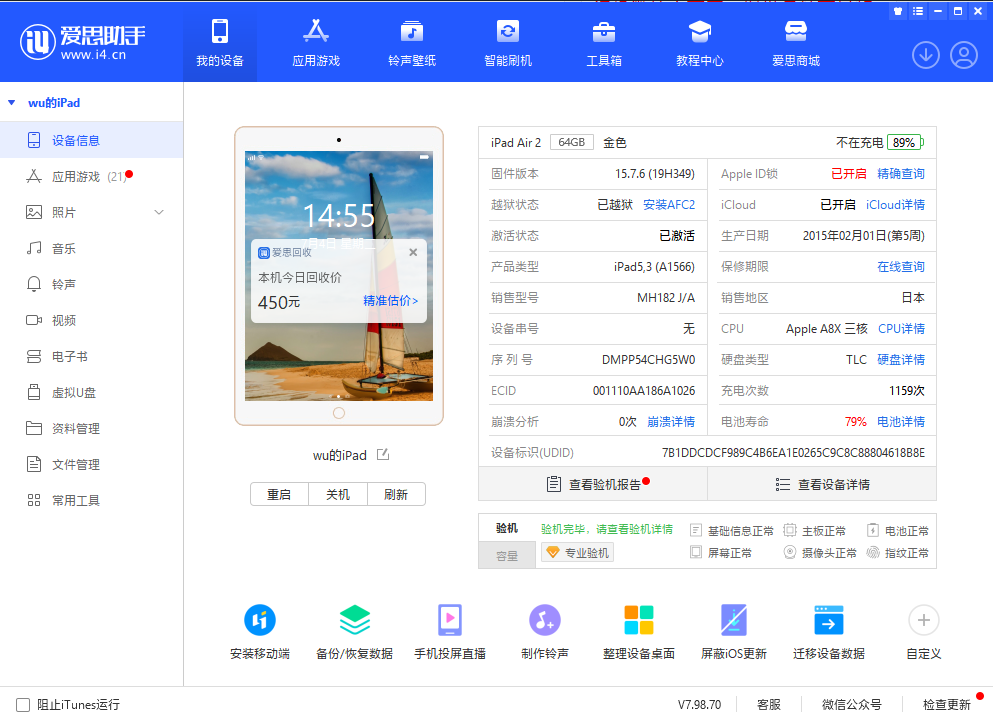 爱思助手
www.i4.cn
我的设备 应用游戏 铃声壁纸 智能刷机 工具箱 教程中心 爱思商城
wu的iPad
设备信息
应用游戏 (21)
照片
音乐
铃声
视频
电子书
虚拟U盘
资料管理
文件管理
常用工具
14:55
爱思回收
本机今日回收价
450元 精准估价>
wu的iPad
重启 关机 刷新
iPad Air 2 64GB 金色 不在充电 89%
固件版本 15.7.6 (19H349) Apple ID锁 已开启 精确查询
越狱状态 已越狱 安装AFC2 iCloud 已开启 iCloud详情
激活状态 已激活 生产日期 2015年02月01日(第5周)
产品类型 iPad5,3 (A1566) 保修期限 在线查询
销售型号 MH182 J/A 销售地区 日本
设备串号 无 CPU Apple A8X 三核 CPU详情
序 列 号 DMPP54CHG5W0 硬盘类型 TLC 硬盘详情
ECID 001110AA186A1026 充电次数 1159次
崩溃分析 0次 崩溃详情 电池寿命 79% 电池详情
设备标识(UDID) 7B1DDCDCF989C4B6EA1E0265C9C8C88804618B8E
查看验机报告 查看设备详情
验机 验机完毕，请查看验机详情 基础信息正常 主板正常 电池正常
容量 专业验机 屏幕正常 摄像头正常 指纹正常
安装移动端 备份/恢复数据 手机投屏直播 制作铃声 整理设备桌面 屏蔽iOS更新 迁移设备数据 自定义
阻止iTunes运行 V7.98.70 客服 微信公众号 检查更新